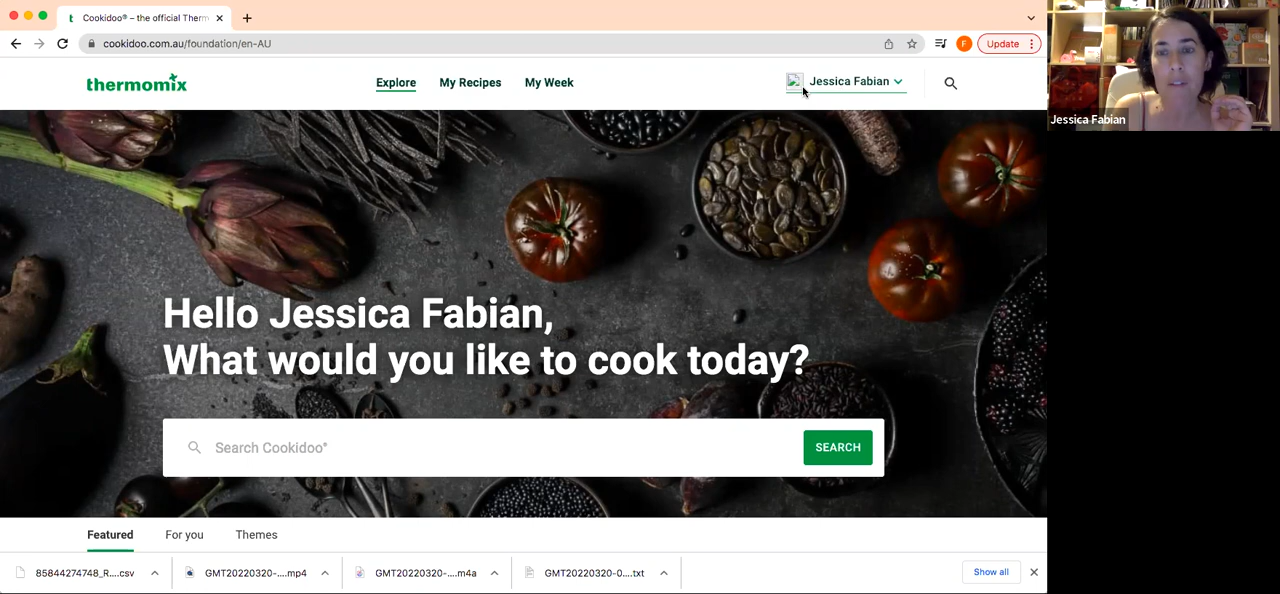 Cookidoo® – the official Therm
cookidoo.com.au/foundation/en-AU
F
Update
thermomix
Explore
My Recipes
My Week
Jessica Fabian
Jessica Fabian
Hello Jessica Fabian,
What would you like to cook today?
Search Cookidoo®
SEARCH
Featured
For you
Themes
85844274748_R....csv
GMT20220320-....mp4
GMT20220320-....m4a
GMT20220320-0....txt
Show all